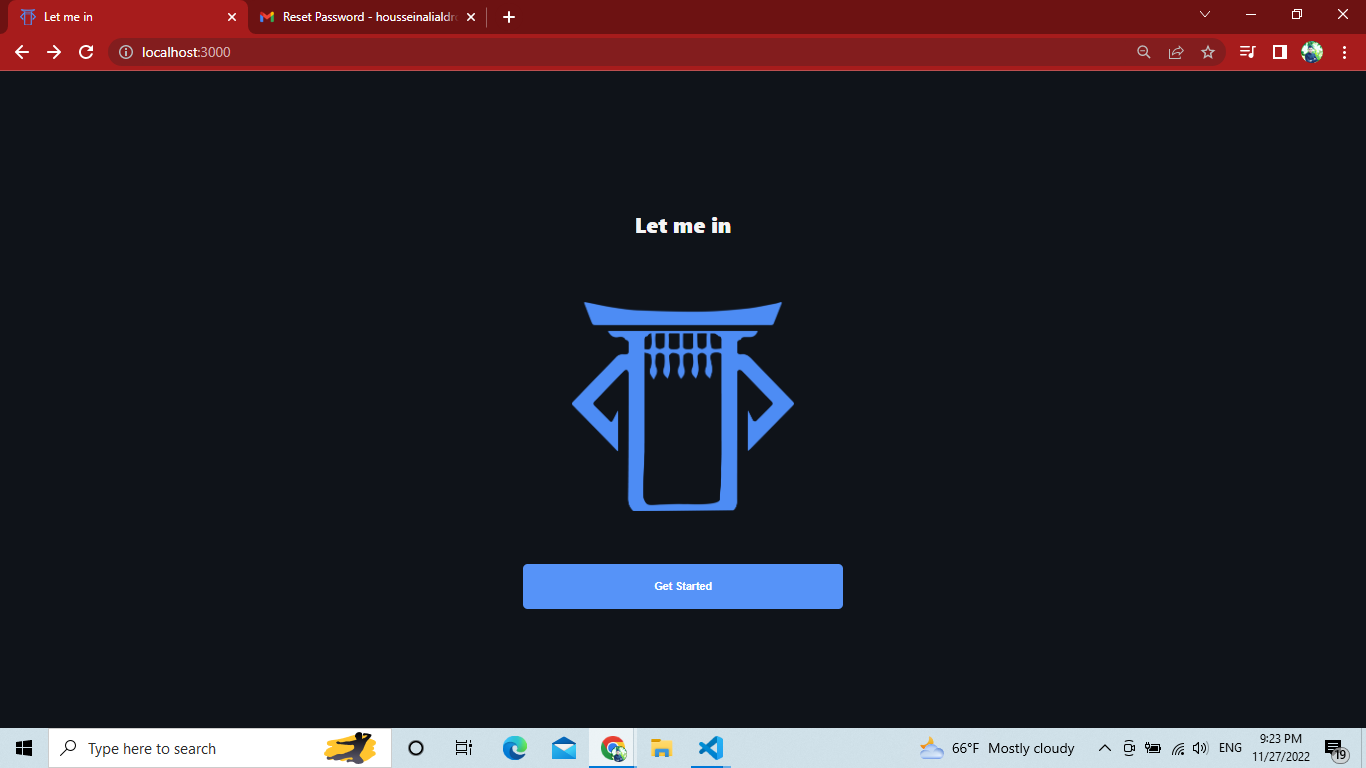 Let me in
Reset Password - housseinalialdr
localhost:3000
Let me in
Get Started
Type here to search
66°F Mostly cloudy
ENG
9:23 PM
11/27/2022
19